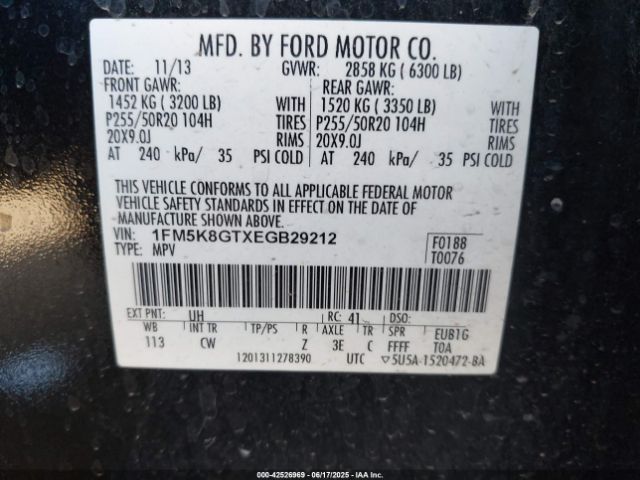 MFD. BY FORD MOTOR CO.
DATE: 11/13 GVWR: 2858 KG ( 6300 LB)
FRONT GAWR: REAR GAWR:
1452 KG ( 3200 LB) WITH 1520 KG ( 3350 LB) WITH
P255/50R20 104H TIRES P255/50R20 104H TIRES
20X9.0J RIMS 20X9.0J RIMS
AT 240 kPa/ 35 PSI COLD AT 240 kPa/ 35 PSI COLD
THIS VEHICLE CONFORMS TO ALL APPLICABLE FEDERAL MOTOR
VEHICLE SAFETY STANDARDS IN EFFECT ON THE DATE OF
MANUFACTURE SHOWN ABOVE.
VIN: 1FM5K8GTXEGB29212 F0188
TYPE: MPV T0076
EXT PNT: UH RC: 41 DSO:
WB INT TR TP/PS R AXLE TR SPR EUB1G
113 CW Z 3E C FFFF T0A
1201311278390 UTC ▽5U5A-1520472-BA
000-42526969 - 06/17/2025 - COPYRIGHT IAA, LLC.